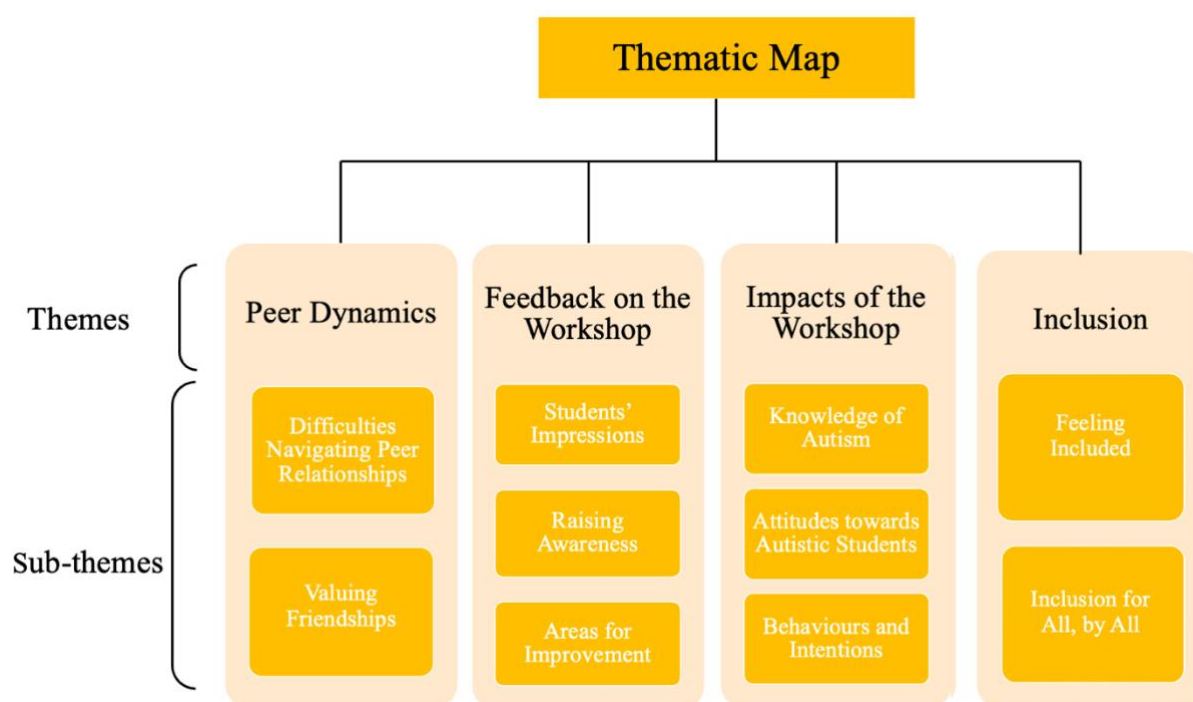 Thematic Map
Themes
Peer Dynamics
Feedback on the
Workshop
Impacts of the
Workshop
Inclusion
Sub-themes
Difficulties
Navigating Peer
Relationships
Valuing
Friendships
Students’
Impressions
Raising
Awareness
Areas for
Improvement
Knowledge of
Autism
Attitudes towards
Autistic Students
Behaviours and
Intentions
Feeling
Included
Inclusion for
All, by All